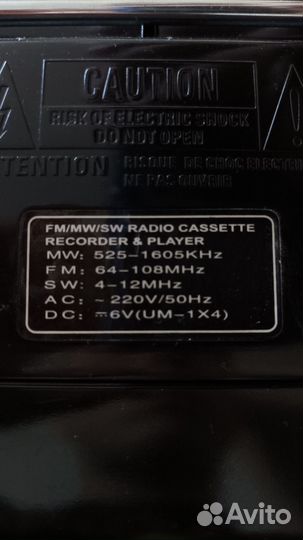 CAUTION
RISK OF ELECTRIC SHOCK
DO NOT OPEN
TENTION RISQUE DE CHOC ELECTRI
NE PAS OUVRIR
FM/MW/SW RADIO CASSETTE
RECORDER & PLAYER
MW: 525-1605KHz
FM: 64-108MHz
SW: 4-12MHz
AC: ~ 220V/50Hz
DC: ⎓6V(UM-1X4)
Avito